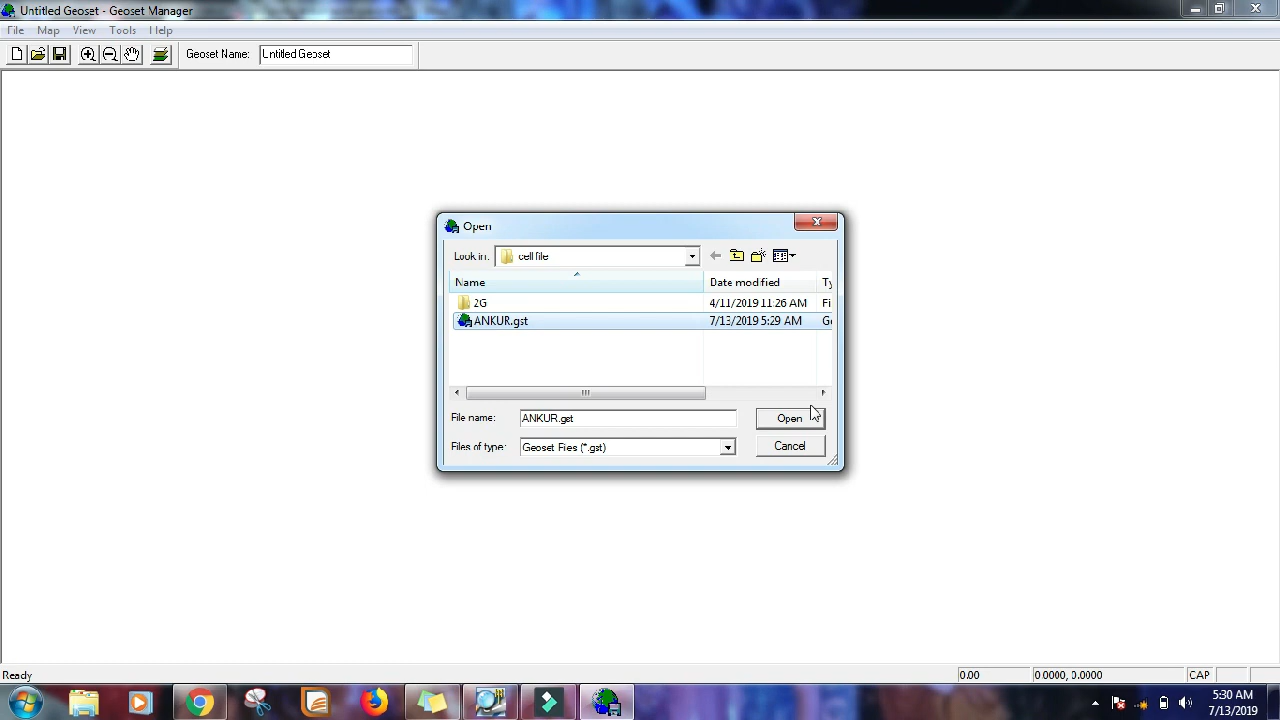 Untitled Geoset - Geoset Manager
File Map View Tools Help
Geoset Name: Untitled Geoset
Open
Look in: cell file
Name Date modified Ty
2G 4/11/2019 11:26 AM Fi
ANKUR.gst 7/13/2019 5:29 AM Ge
File name: ANKUR.gst Open
Files of type: Geoset Files (*.gst) Cancel
Ready 0.00 0.0000, 0.0000 CAP
5:30 AM
7/13/2019